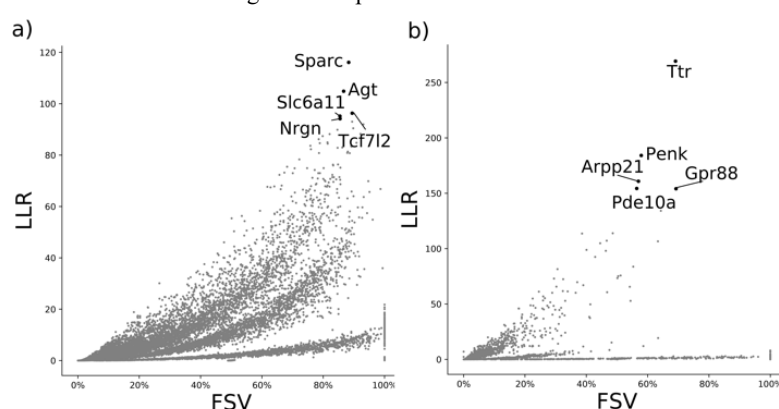 a)
120
100
80
60
40
20
0
LLR
Sparc
Agt
Slc6a11
Nrgn
Tcf7l2
0% 20% 40% 60% 80% 100%
FSV
b)
250
200
150
100
50
0
LLR
Ttr
Penk
Arpp21
Gpr88
Pde10a
0% 20% 40% 60% 80% 100%
FSV